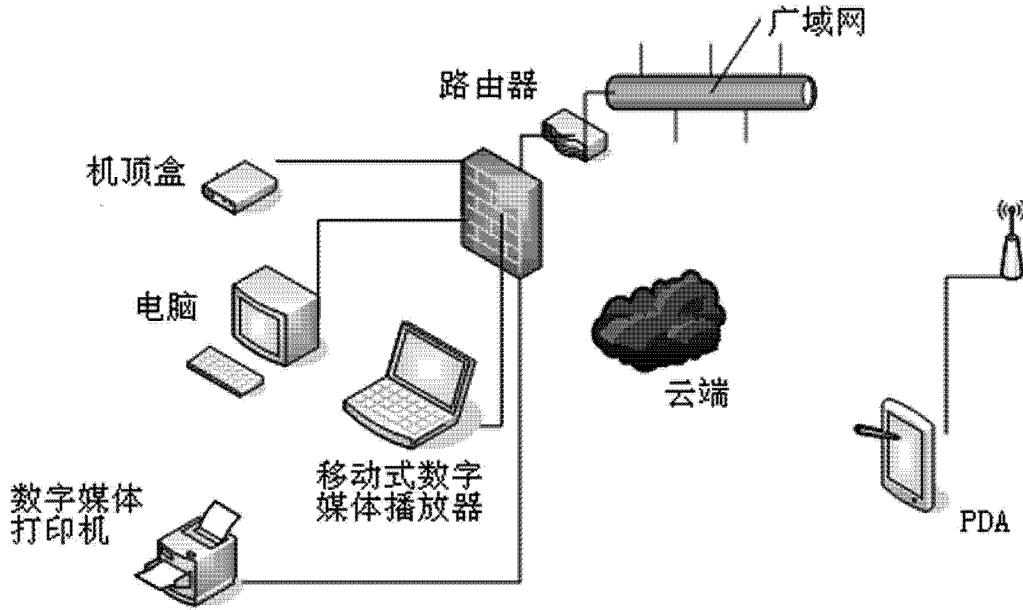 广域网
路由器
机顶盒
电脑
云端
移动式数字
媒体播放器
数字媒体
打印机
PDA